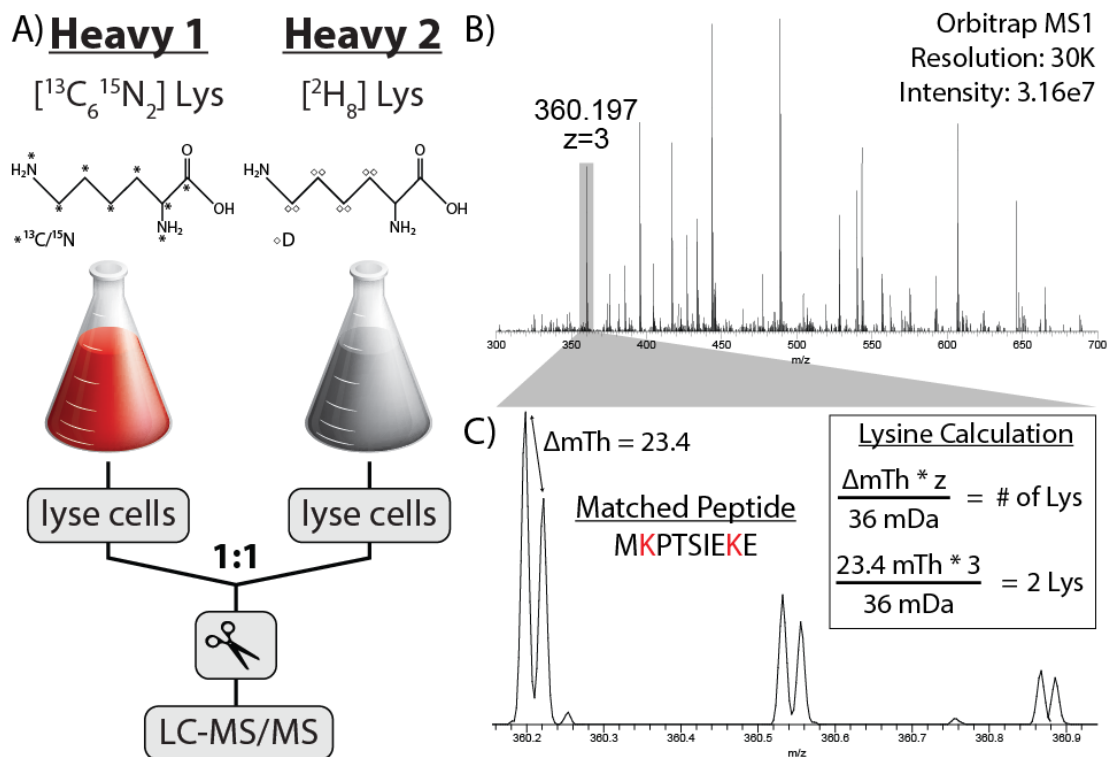 A) Heavy 1
[¹³C₆¹⁵N₂] Lys
H₂N
*
*
*
*
*
*
*
O
OH
NH₂
*
* ¹³C/¹⁵N
Heavy 2
[²H₈] Lys
H₂N
O
OH
NH₂
◇D
lyse cells
lyse cells
1:1
LC-MS/MS
B)
Orbitrap MS1
Resolution: 30K
Intensity: 3.16e7
360.197
z=3
300 350 400 450 500 550 600 650 700
m/z
C)
ΔmTh = 23.4
Matched Peptide
MKPTSIEKE
Lysine Calculation
ΔmTh * z
36 mDa
= # of Lys
23.4 mTh * 3
36 mDa
= 2 Lys
360.2 360.3 360.4 360.5 360.6 360.7 360.8 360.9
m/z